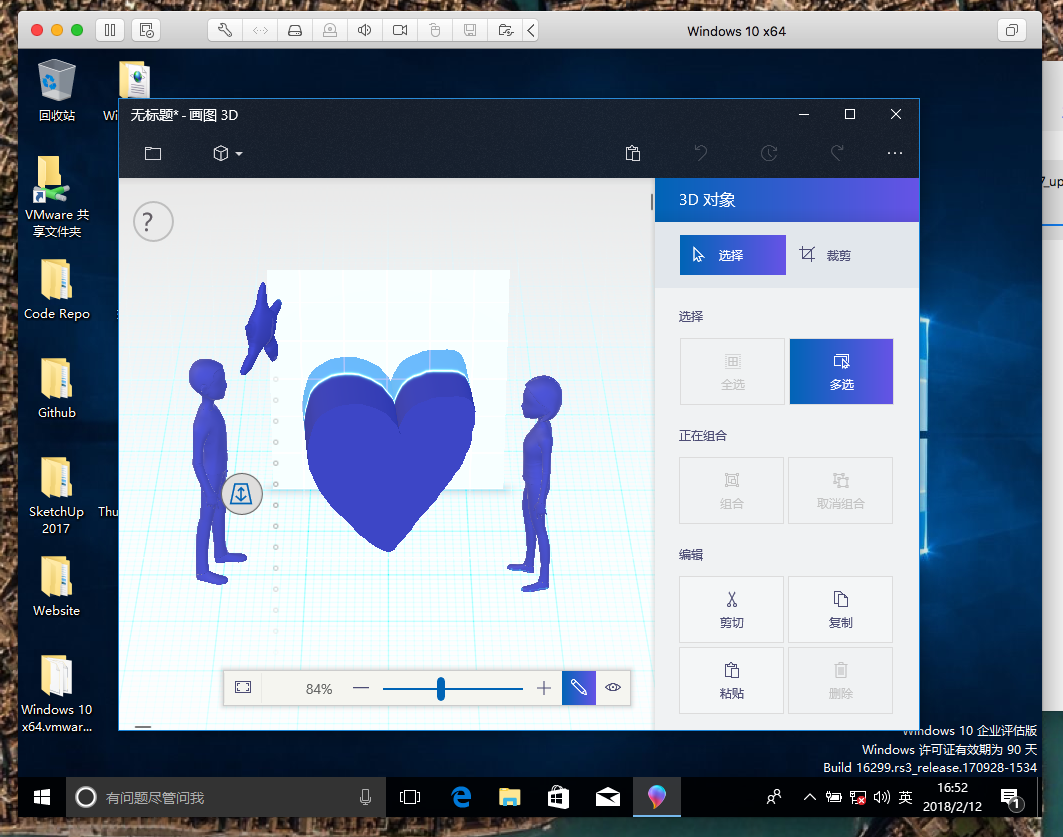 Windows 10 x64
回收站
Wi
无标题* - 画图 3D
7_up
VMware 共
享文件夹
?
3D 对象
选择
裁剪
Code Repo
选择
全选
多选
Github
正在组合
组合
取消组合
SketchUp
2017
Thu
编辑
剪切
复制
Website
粘贴
删除
84%
Windows 10
x64.vmwar...
Windows 10 企业评估版
Windows 许可证有效期为 90 天
Build 16299.rs3_release.170928-1534
有问题尽管问我
英
16:52
2018/2/12
1